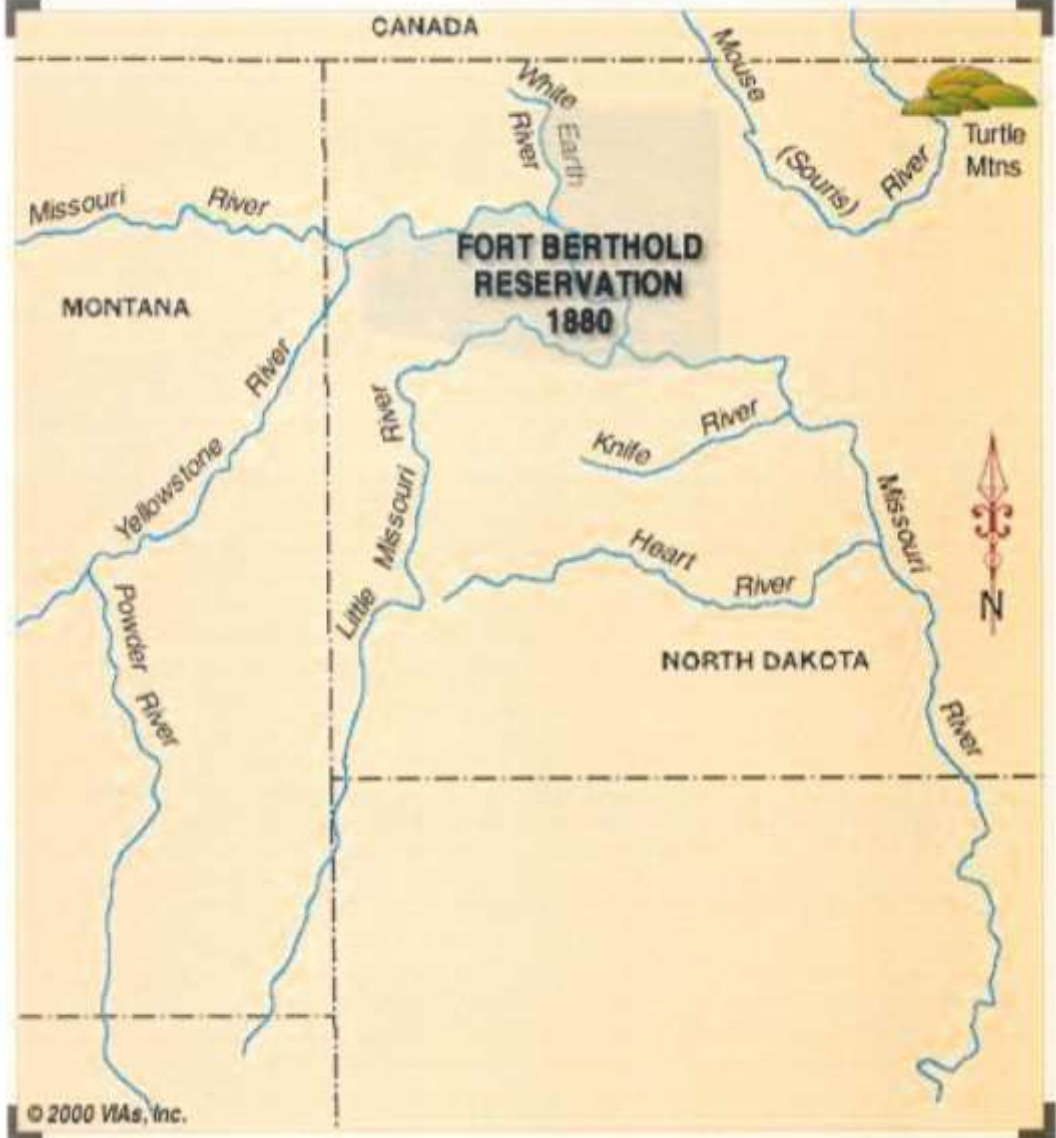 CANADA
White
Earth
River
Mouse
(Souris)
River
Turtle
Mtns
Missouri River
FORT BERTHOLD
RESERVATION
1880
MONTANA
Yellowstone River
Little Missouri River
Knife River
Missouri
River
Heart River
N
Powder River
NORTH DAKOTA
© 2000 VIAs, Inc.